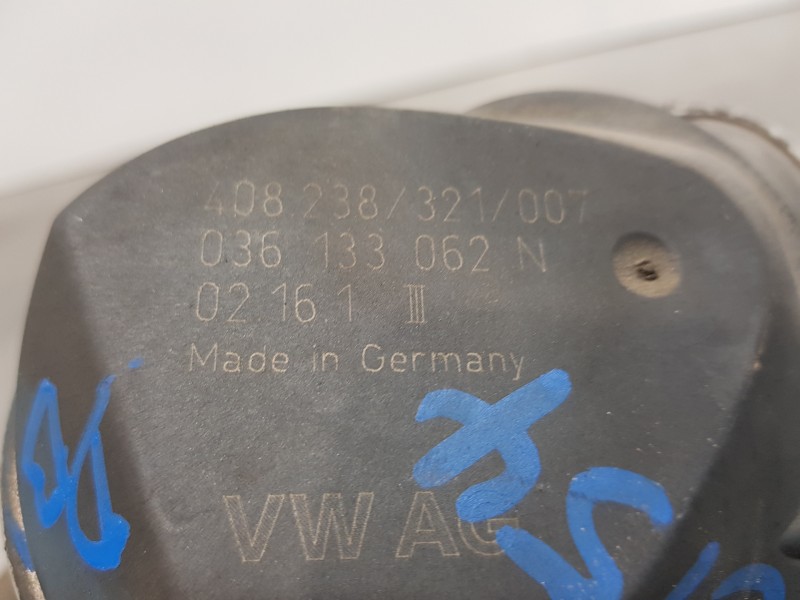 408 238/321/007
036 133 062 N
02 16.1 III
Made in Germany
VW AG